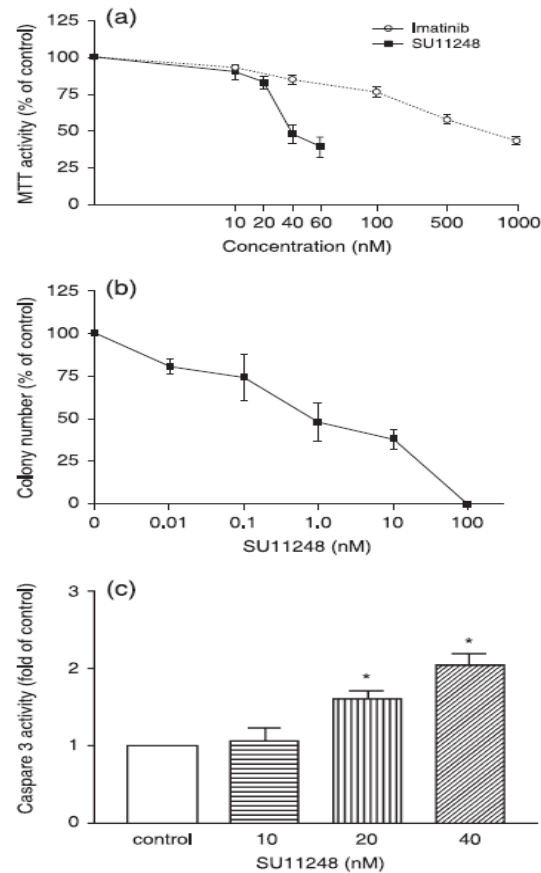 (a)
Imatinib
SU11248
MTT activity (% of control)
125
100
75
50
25
0
10 20 40 60 100 500 1000
Concentration (nM)
(b)
Colony number (% of control)
125
100
75
50
25
0
0 0.01 0.1 1.0 10 100
SU11248 (nM)
(c)
Caspare 3 activity (fold of control)
3
2
1
0
* *
control 10 20 40
SU11248 (nM)